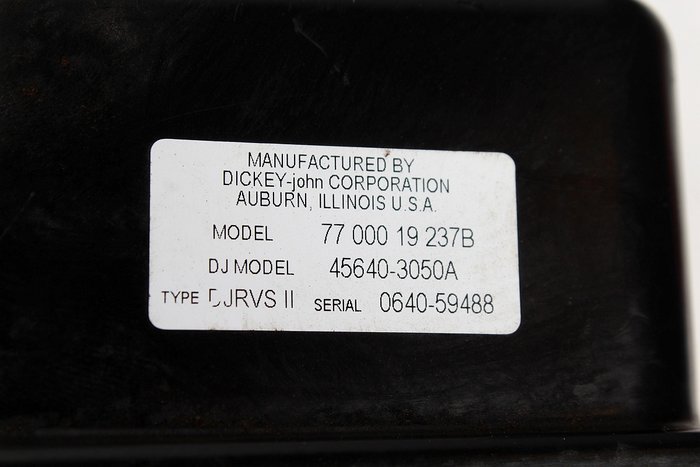 MANUFACTURED BY
DICKEY-john CORPORATION
AUBURN, ILLINOIS U.S.A.
MODEL 77 000 19 237B
DJ MODEL 45640-3050A
TYPE DJRVS II SERIAL 0640-59488